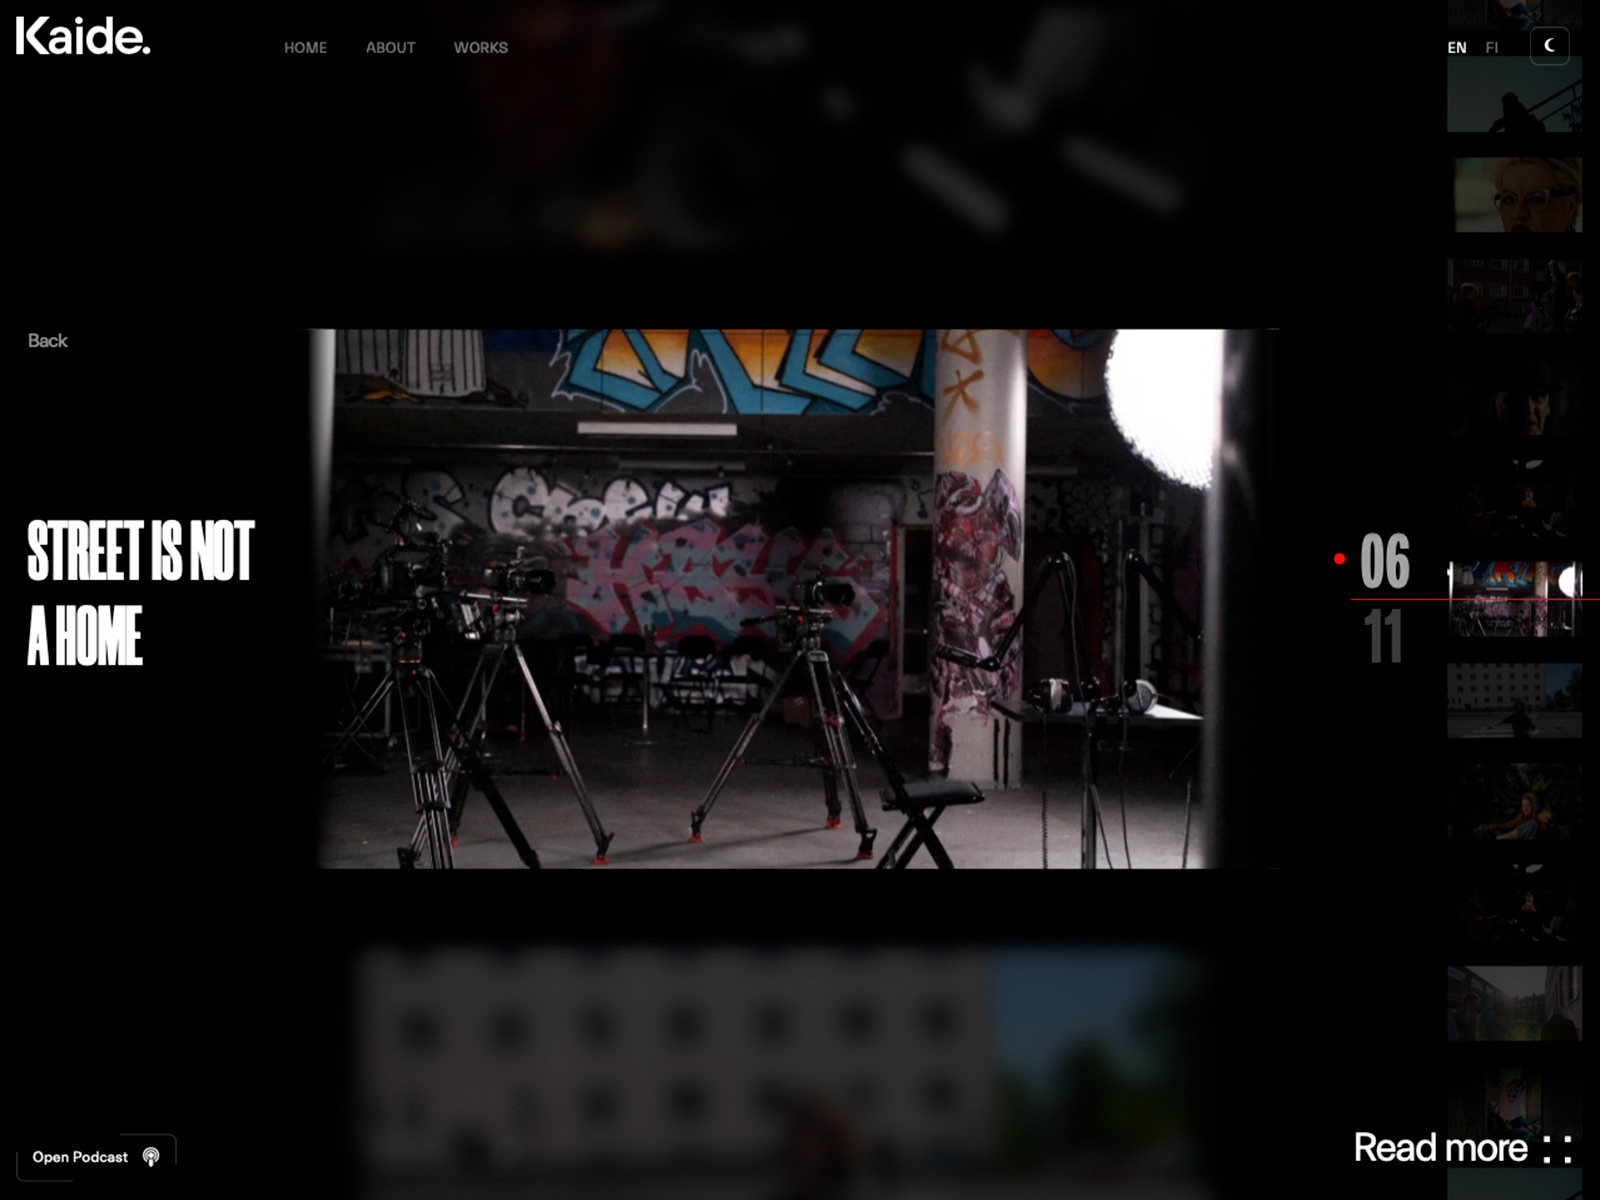 Kaide.
HOME ABOUT WORKS
EN FI
Back
STREET IS NOT
A HOME
06
11
Open Podcast
Read more